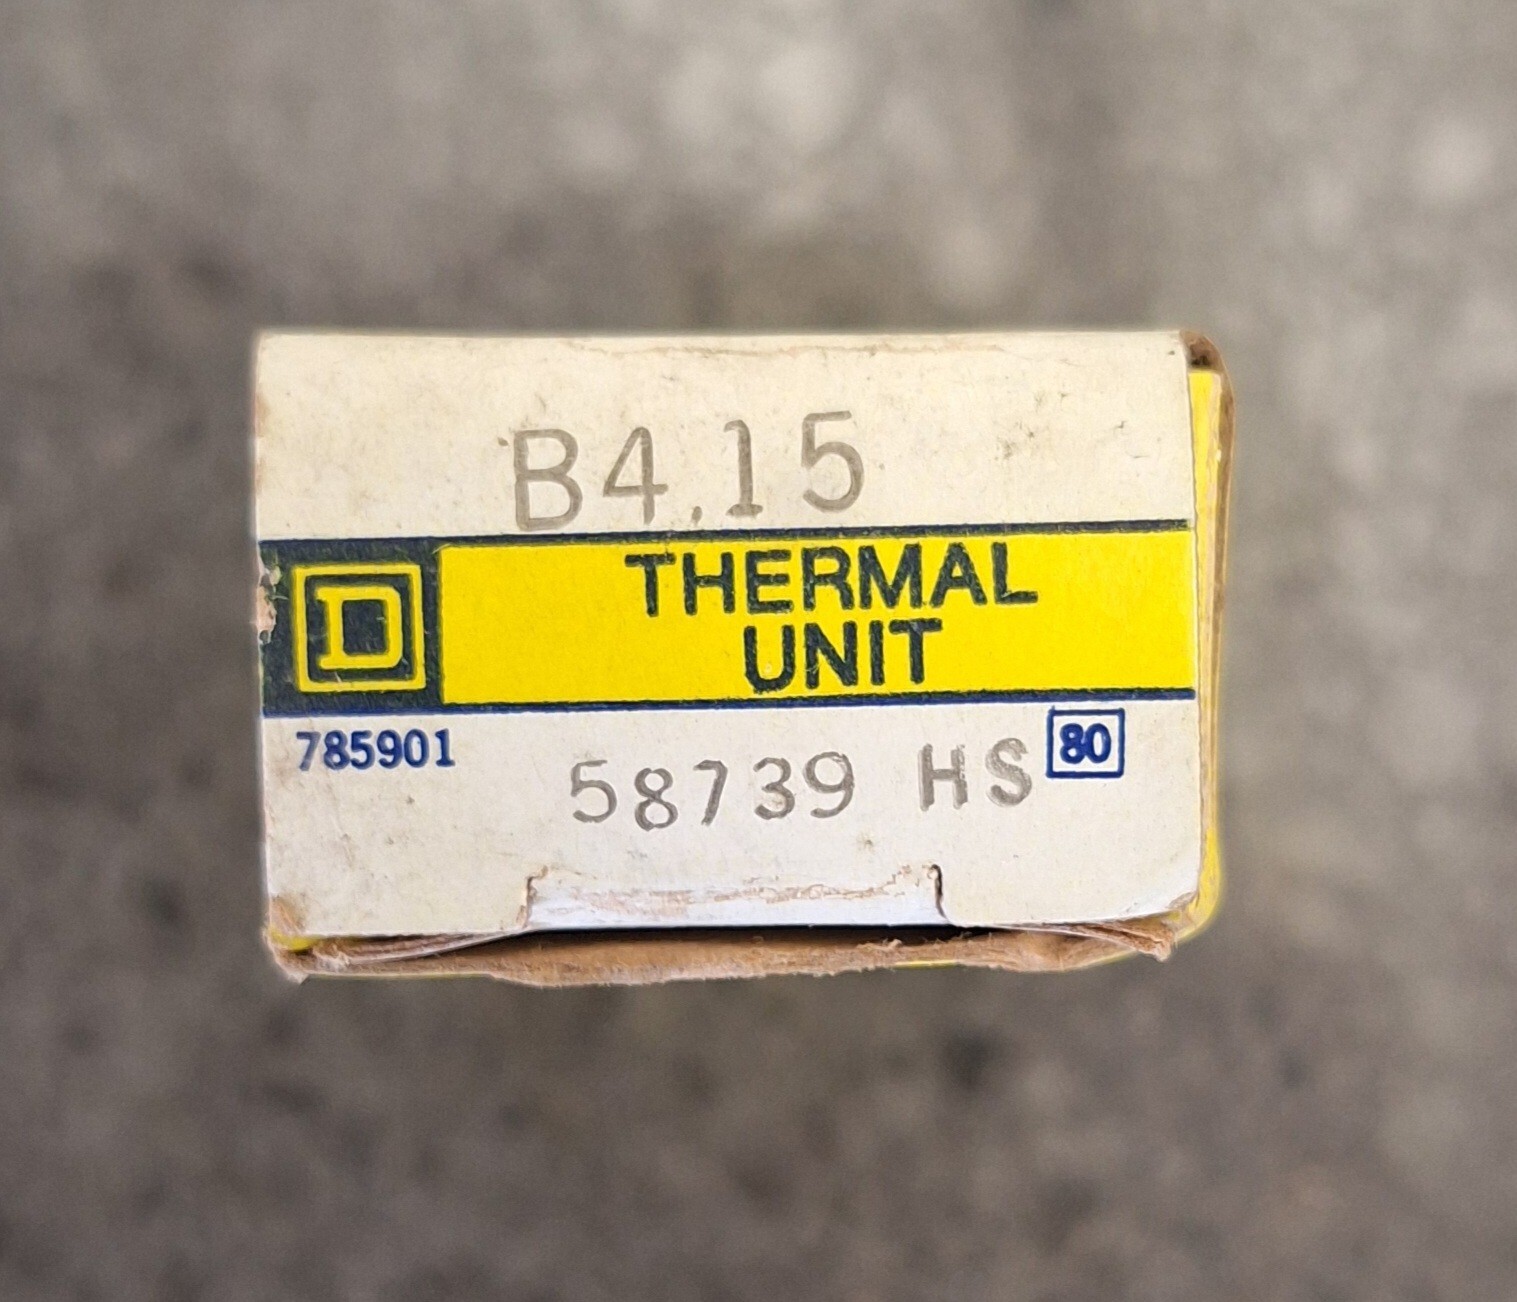 B4.15
D
THERMAL
UNIT
785901
58739 HS
80